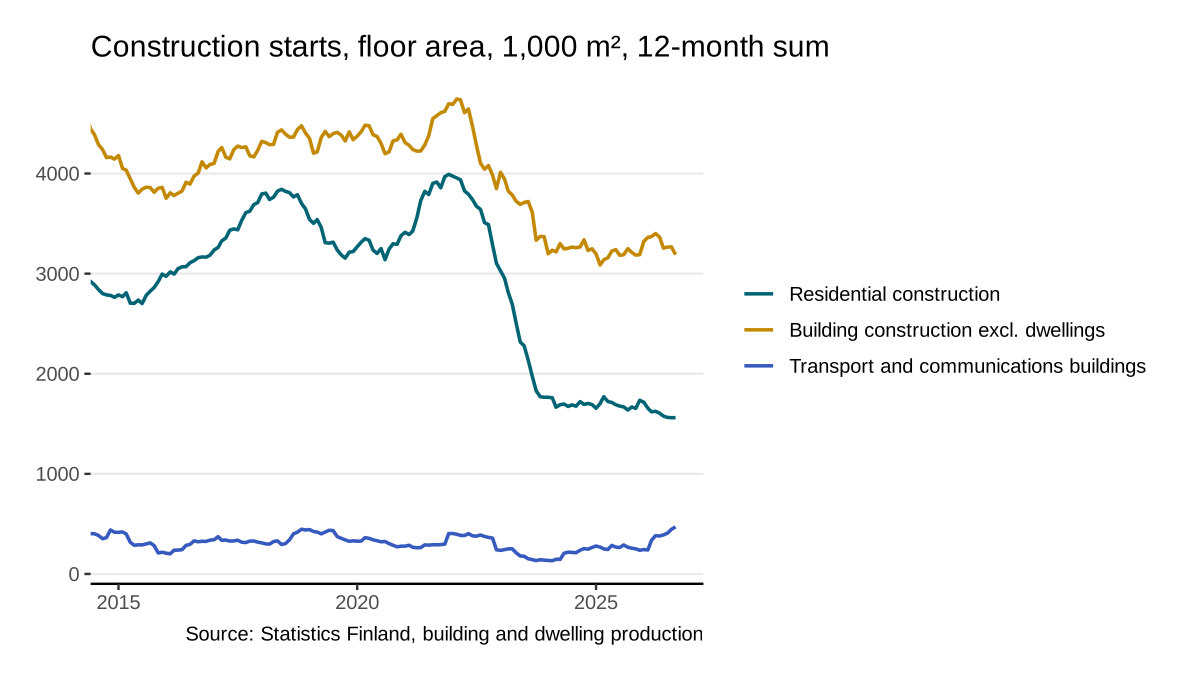 Construction starts, floor area, 1,000 m², 12-month sum
4000
3000
2000
1000
0
2015 2020 2025
Residential construction
Building construction excl. dwellings
Transport and communications buildings
Source: Statistics Finland, building and dwelling production